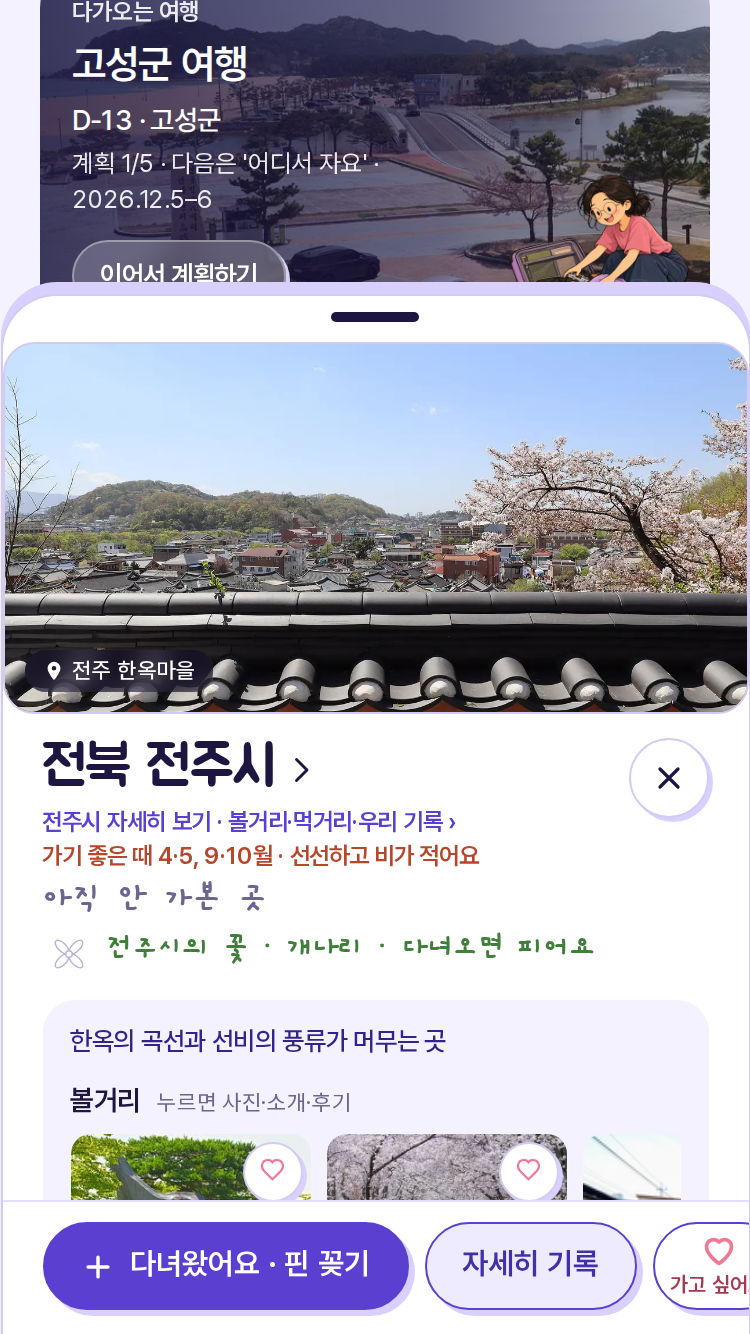 다가오는 여행
고성군 여행
D-13 · 고성군
계획 1/5 · 다음은 '어디서 자요' ·
2026.12.5–6
이어서 계획하기
전주 한옥마을
전북 전주시 ›
전주시 자세히 보기 · 볼거리·먹거리·우리 기록 ›
가기 좋은 때 4·5, 9·10월 · 선선하고 비가 적어요
아직 안 가본 곳
전주시의 꽃 · 개나리 · 다녀오면 피어요
한옥의 곡선과 선비의 풍류가 머무는 곳
볼거리 누르면 사진·소개·후기
+ 다녀왔어요 · 핀 꽂기
자세히 기록
가고 싶어